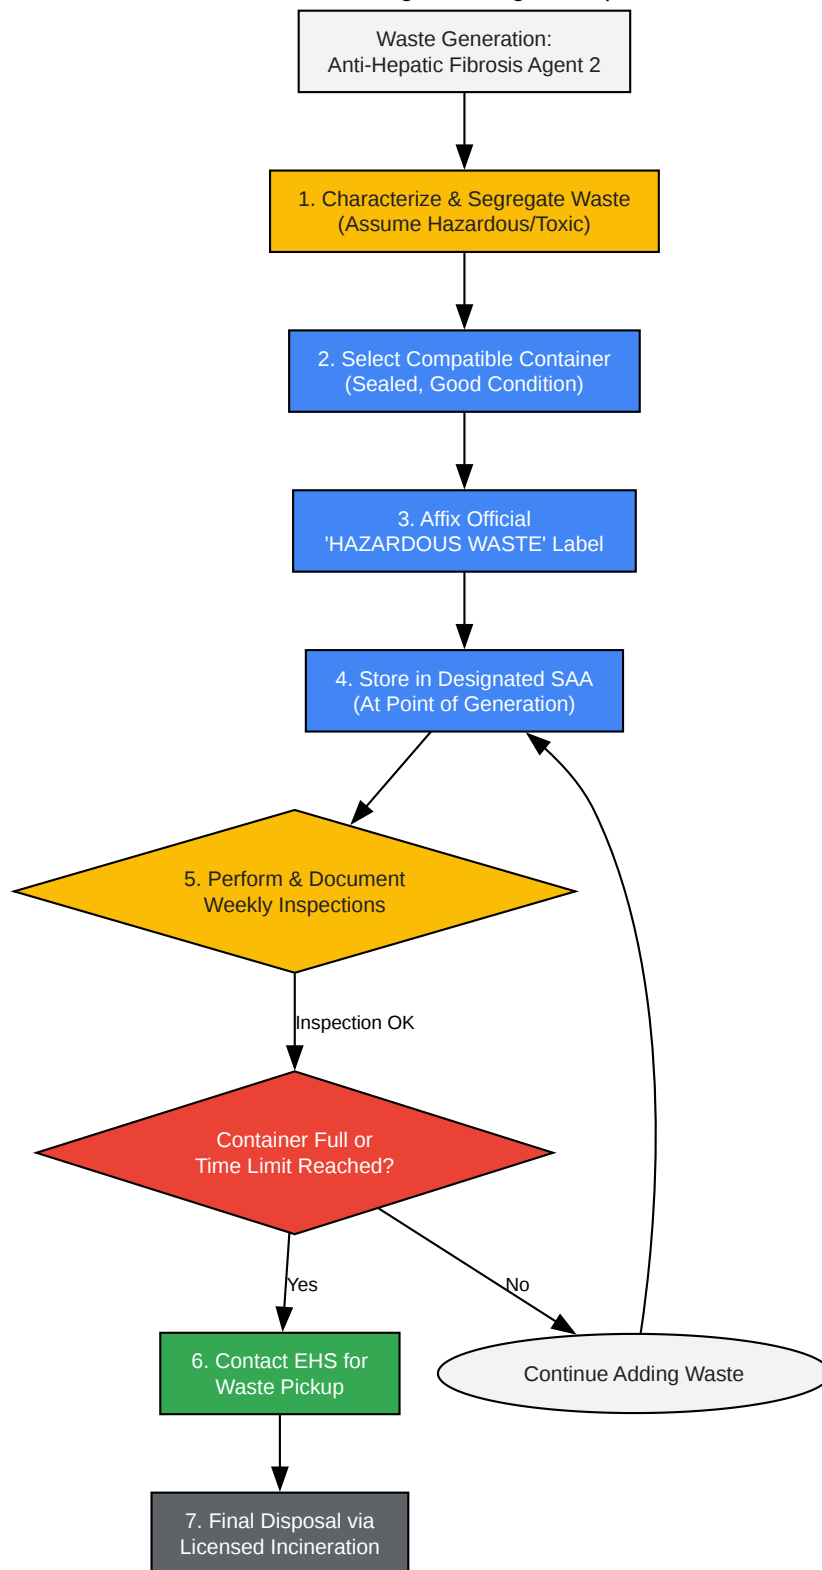 Waste Generation:
Anti-Hepatic Fibrosis Agent 2
1. Characterize & Segregate Waste
(Assume Hazardous/Toxic)
2. Select Compatible Container
(Sealed, Good Condition)
3. Affix Official
'HAZARDOUS WASTE' Label
4. Store in Designated SAA
(At Point of Generation)
5. Perform & Document
Weekly Inspections
Inspection OK
Container Full or
Time Limit Reached?
Yes
No
6. Contact EHS for
Waste Pickup
Continue Adding Waste
7. Final Disposal via
Licensed Incineration